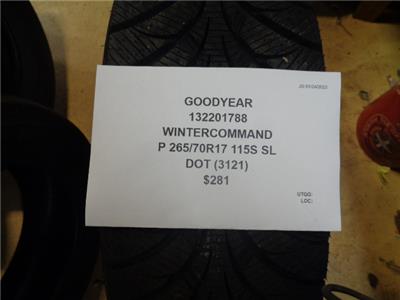 GOODYEAR
132201788
WINTERCOMMAND
P 265/70R17 115S SL
DOT (3121)
$281
UTQG:
LOC: